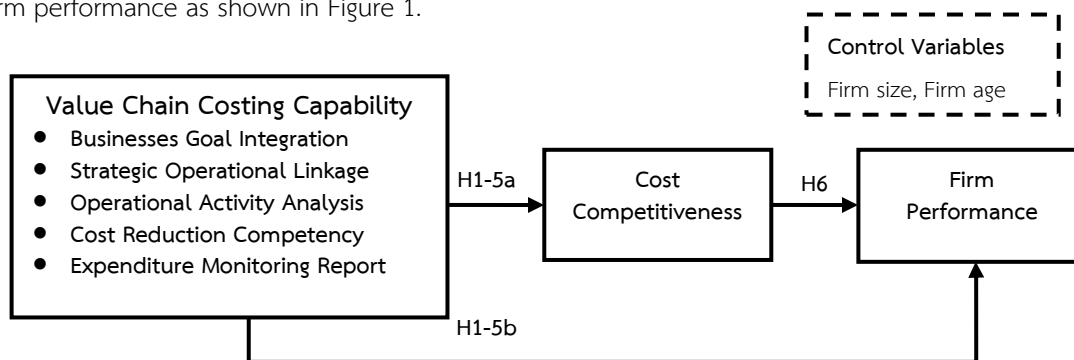 rm performance as shown in Figure 1.
Control Variables
Firm size, Firm age
Value Chain Costing Capability
● Businesses Goal Integration
● Strategic Operational Linkage
● Operational Activity Analysis
● Cost Reduction Competency
● Expenditure Monitoring Report
H1-5a
Cost
Competitiveness
H6
Firm
Performance
H1-5b